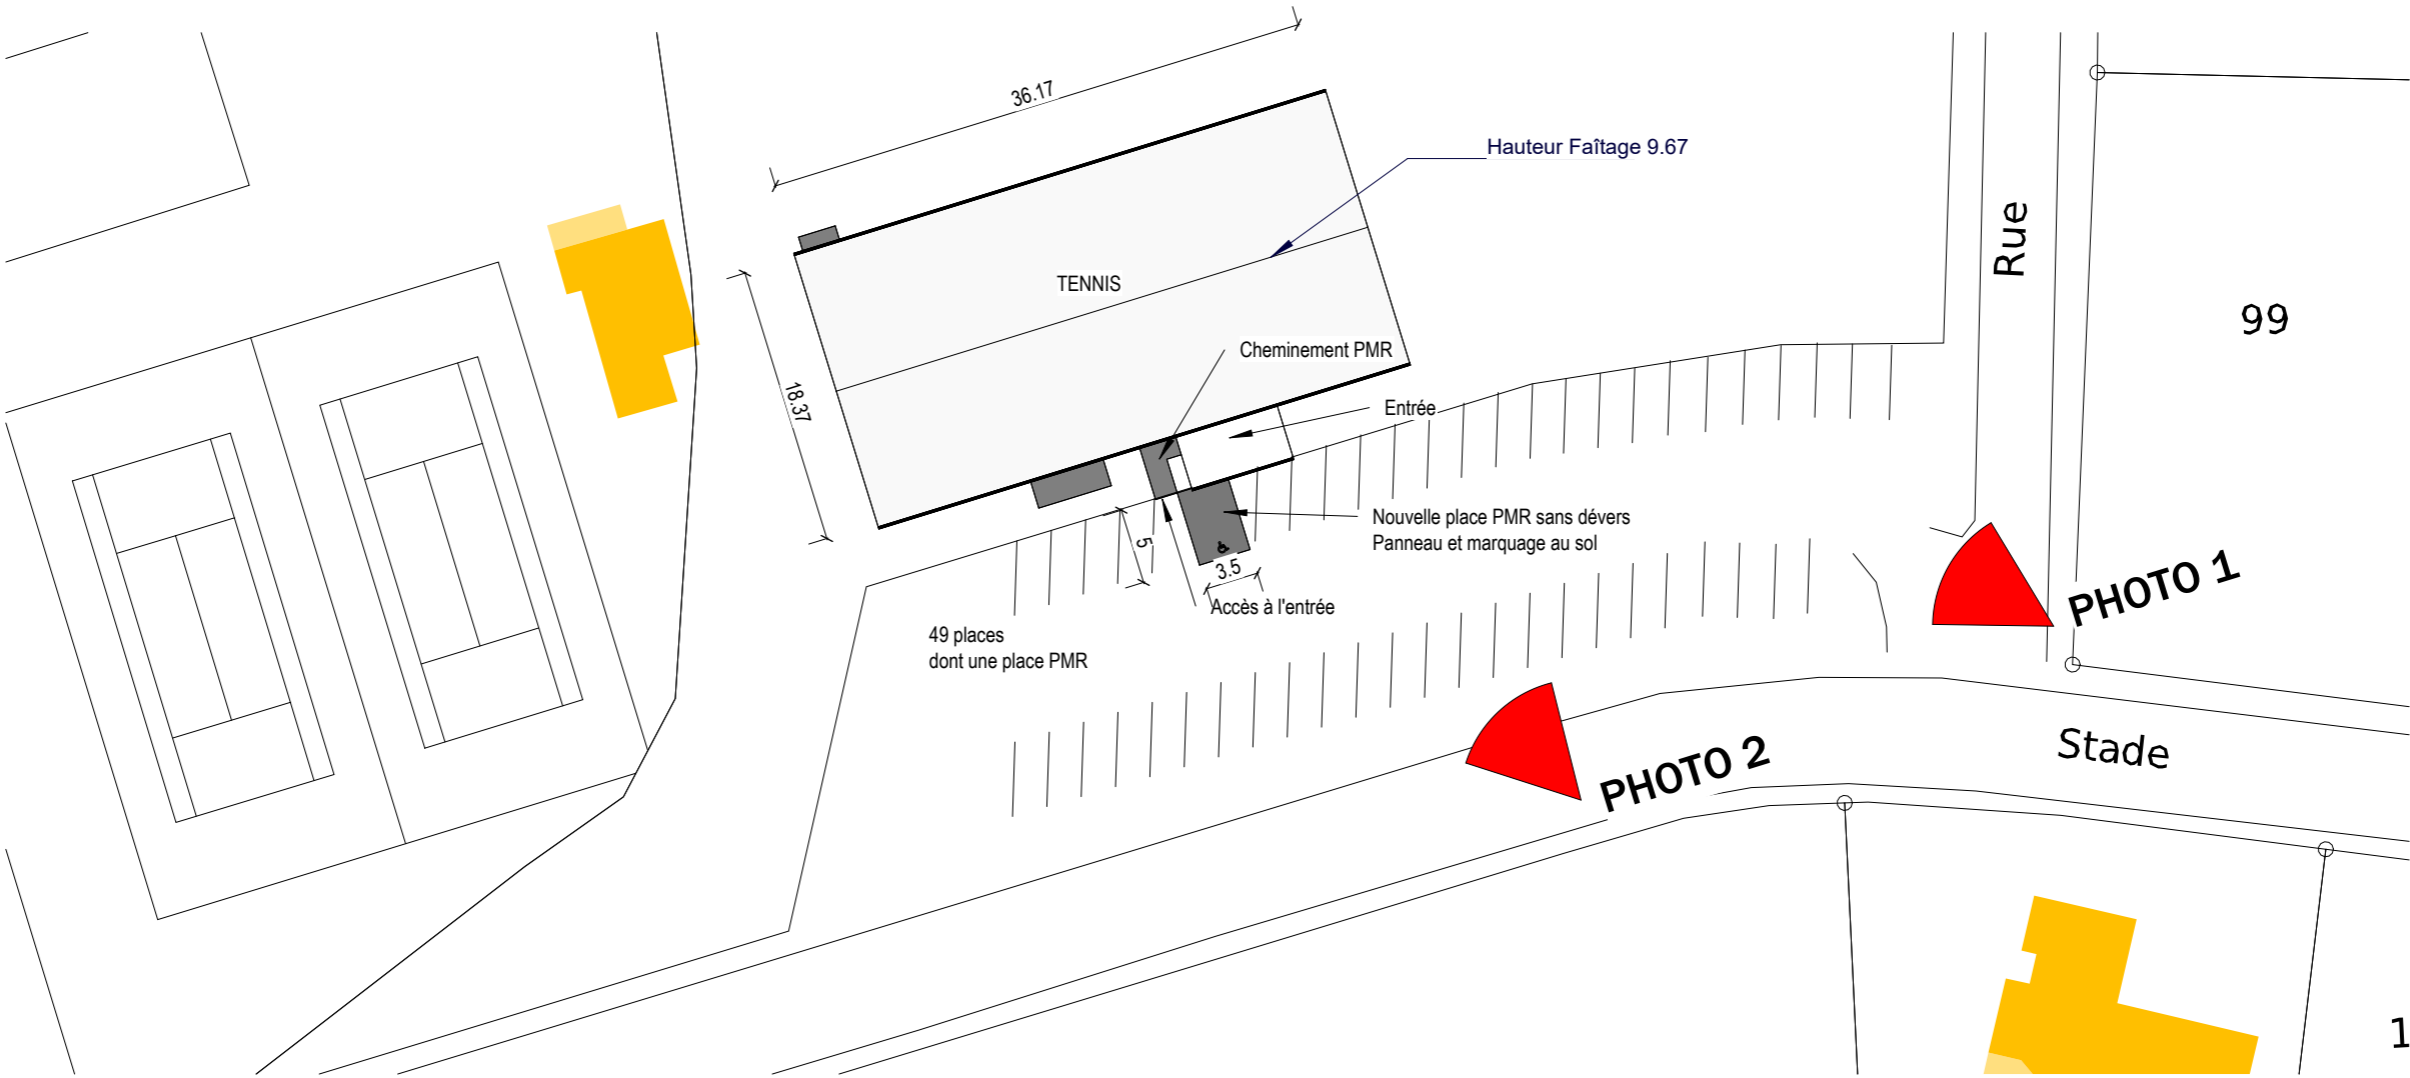 36.17
Hauteur Faîtage 9.67
Rue
TENNIS
99
Cheminement PMR
18.37
Entrée
Nouvelle place PMR sans dévers
Panneau et marquage au sol
5
3.5
Accès à l'entrée
PHOTO 1
49 places
dont une place PMR
Stade
PHOTO 2
1